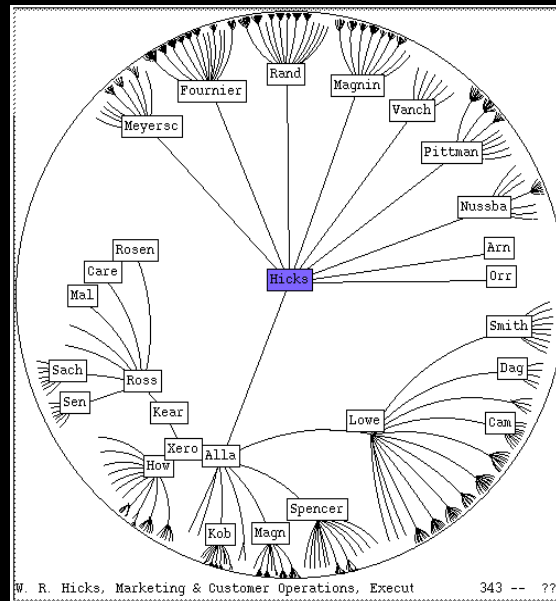 Rand
Fournier
Magnin
Vanch
Meyersc
Pittman
Nussba
Rosen
Arn
Care
Hicks
Orr
Mal
Smith
Sach
Ross
Dag
Sen
Kear
Lowe
Cam
Xero
Alla
How
Spencer
Kob
Magn
W. R. Hicks, Marketing & Customer Operations, Execut 343 -- ??